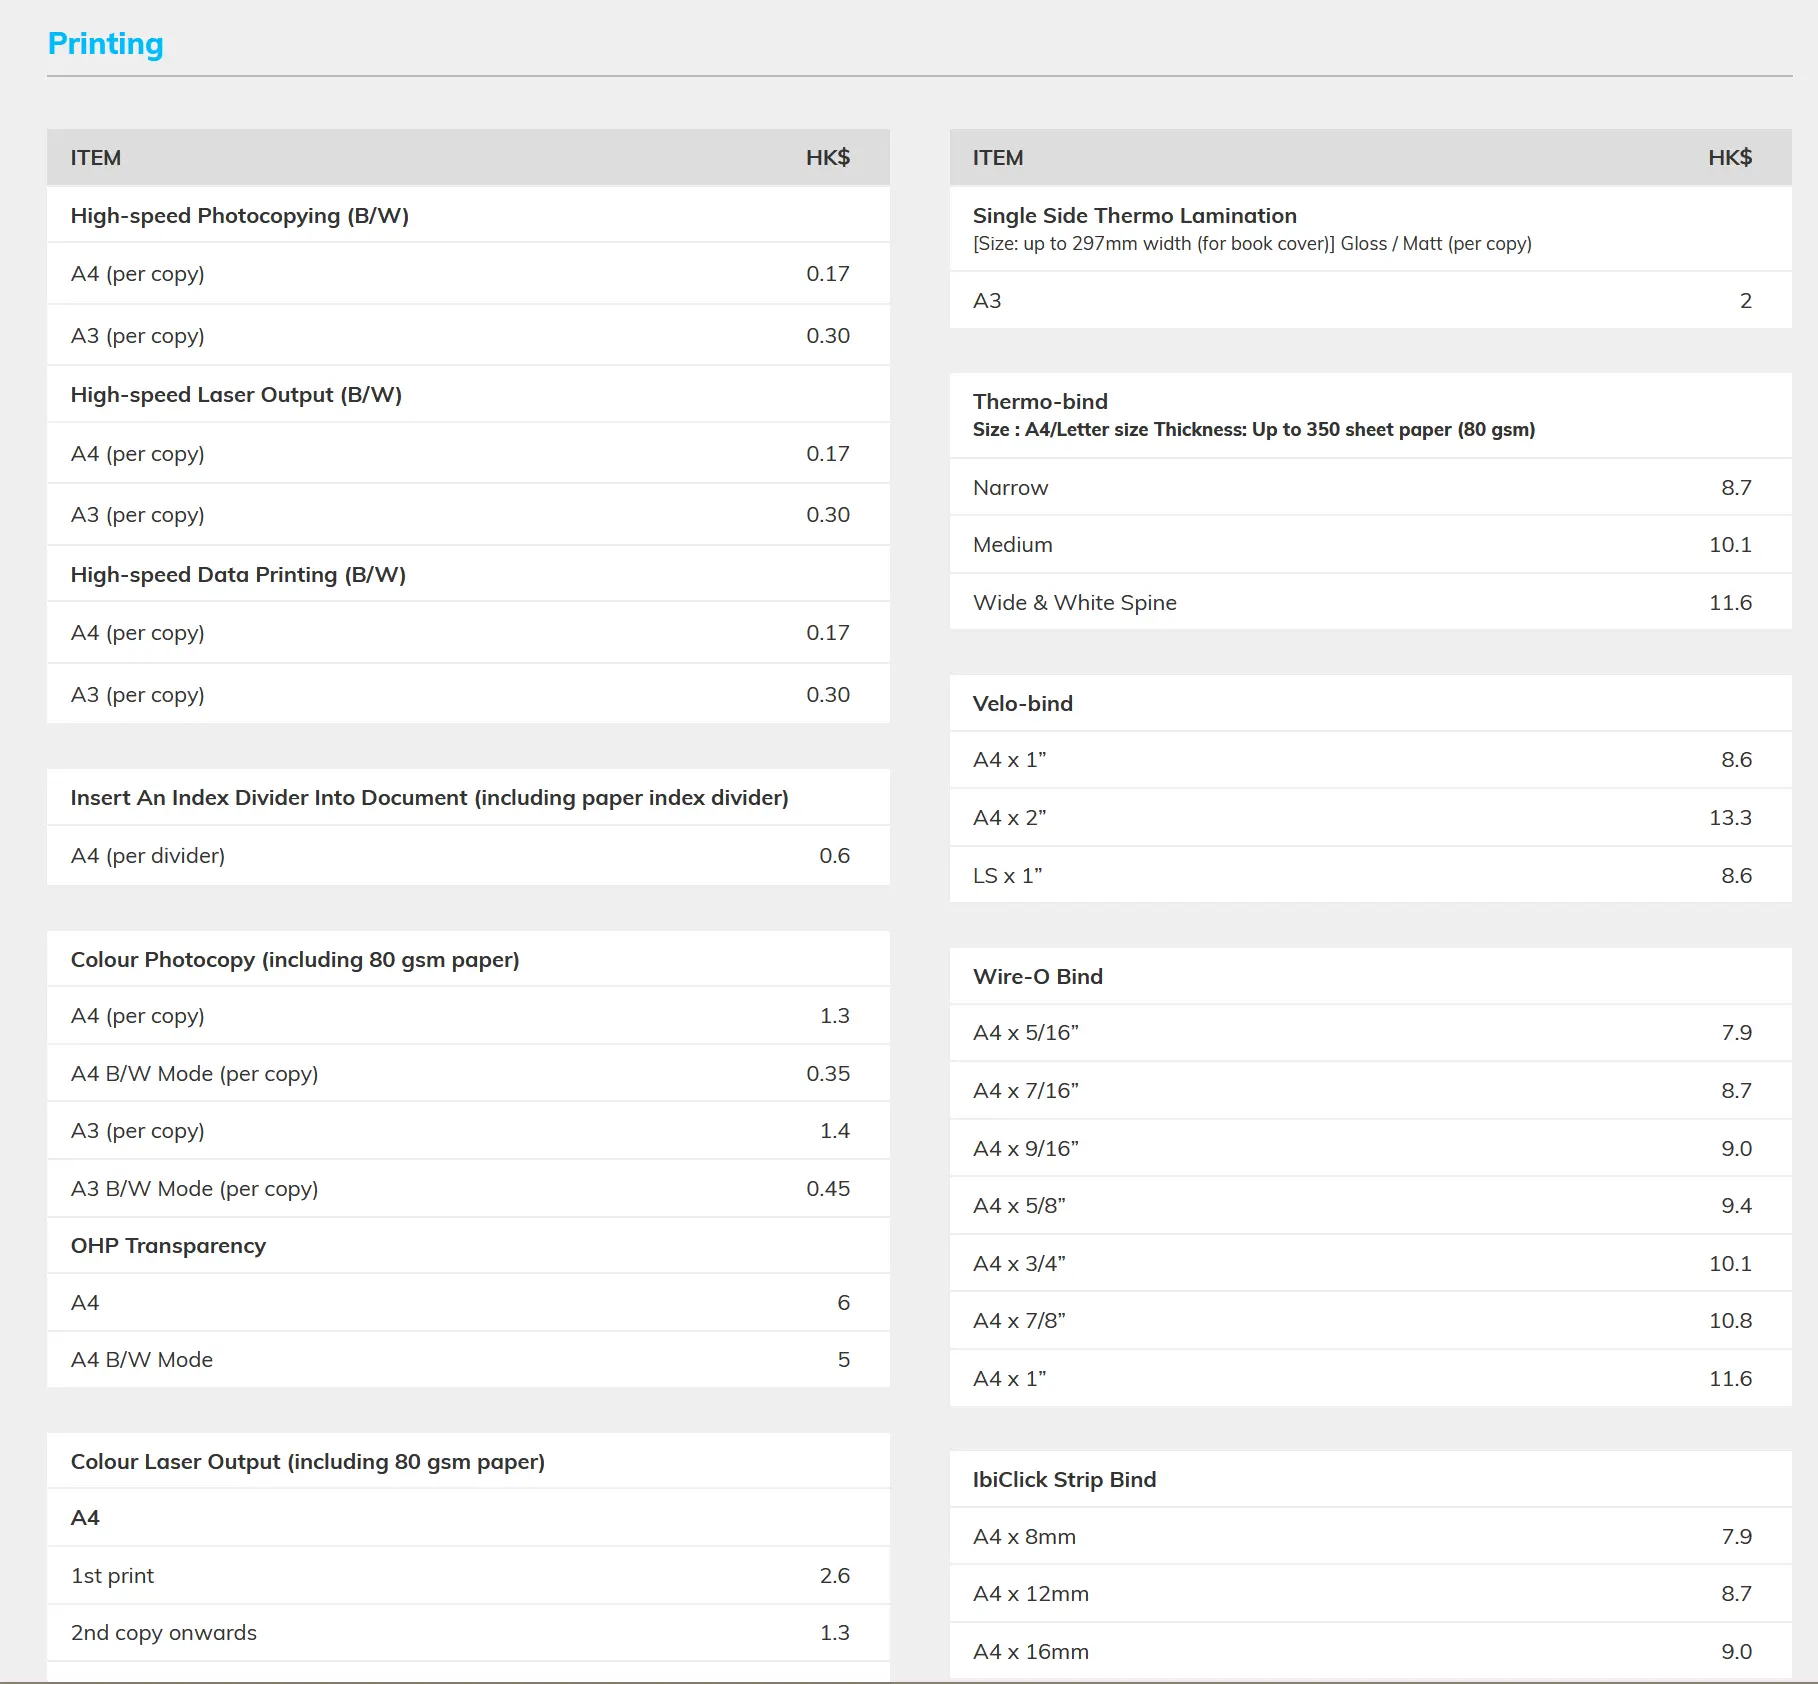 Printing
ITEM HK$
High-speed Photocopying (B/W)
A4 (per copy) 0.17
A3 (per copy) 0.30
High-speed Laser Output (B/W)
A4 (per copy) 0.17
A3 (per copy) 0.30
High-speed Data Printing (B/W)
A4 (per copy) 0.17
A3 (per copy) 0.30
Insert An Index Divider Into Document (including paper index divider)
A4 (per divider) 0.6
Colour Photocopy (including 80 gsm paper)
A4 (per copy) 1.3
A4 B/W Mode (per copy) 0.35
A3 (per copy) 1.4
A3 B/W Mode (per copy) 0.45
OHP Transparency
A4 6
A4 B/W Mode 5
Colour Laser Output (including 80 gsm paper)
A4
1st print 2.6
2nd copy onwards 1.3
ITEM HK$
Single Side Thermo Lamination
[Size: up to 297mm width (for book cover)] Gloss / Matt (per copy)
A3 2
Thermo-bind
Size : A4/Letter size Thickness: Up to 350 sheet paper (80 gsm)
Narrow 8.7
Medium 10.1
Wide & White Spine 11.6
Velo-bind
A4 x 1” 8.6
A4 x 2” 13.3
LS x 1” 8.6
Wire-O Bind
A4 x 5/16” 7.9
A4 x 7/16” 8.7
A4 x 9/16” 9.0
A4 x 5/8” 9.4
A4 x 3/4” 10.1
A4 x 7/8” 10.8
A4 x 1” 11.6
IbiClick Strip Bind
A4 x 8mm 7.9
A4 x 12mm 8.7
A4 x 16mm 9.0